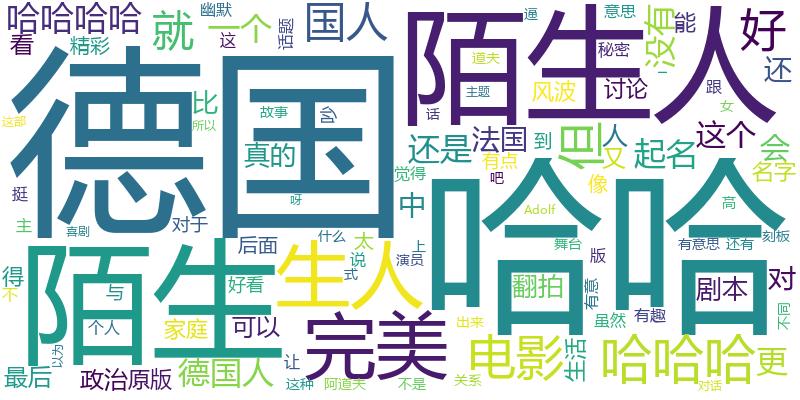 哈哈哈哈
就
一个
幽默
这
话题
国人
陌生人
逼
意思
没有
能
好
看
精彩
德国
比
故事
吵
真的
所以
这部
道夫
主题
话
秘密
风波
讨论
跟
女
还
挺
主
喜剧
对于
呀
还是
法国
有点
觉得
吧
到
但
人
又
像
起名
这个
会
名字
中
哈哈
Adolf
高
舞台
版
有意思
还有
刻板
陌生
后面
什么
太
上
说
式
演员
生人
得
不
与
个人
好看
家庭
可以
完美
翻拍
有意
虽然
有趣
剧本
对
不同
最后
以为
政治
原版
德国人
让
这种
阿道夫
不是
出来
关系
电影
生活
哈哈哈
更
对话